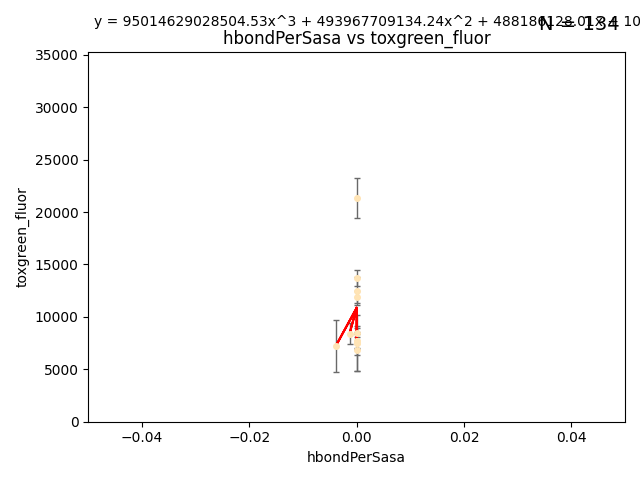 y = 95014629028504.53x^3 + 493967709134.24x^2 + 488186128.01x + 10
N = 134
hbondPerSasa vs toxgreen_fluor
35000
30000
25000
20000
15000
10000
5000
0
toxgreen_fluor
−0.04
−0.02
0.00
0.02
0.04
hbondPerSasa